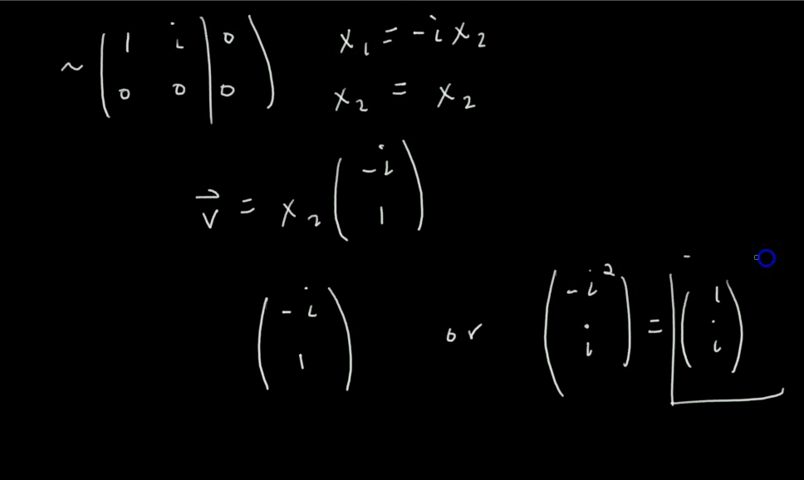 ~ ( 1 i | 0 ) x₁ = -i x₂
( 0 0 | 0 ) x₂ = x₂
v⃗ = x₂ ( -i
1 )
( -i
1 ) or ( -i²
i ) = ( 1
i )